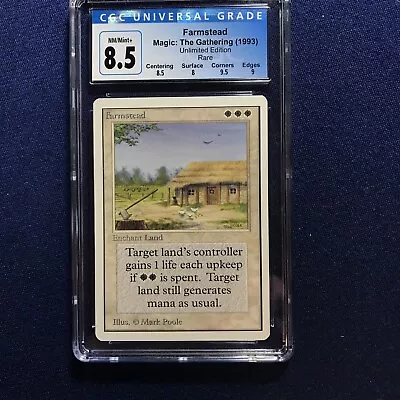 CGC UNIVERSAL GRADE
NM/Mint+
8.5
Farmstead
Magic: The Gathering (1993)
Unlimited Edition
Rare
Centering Surface Corners Edges
8.5 8 9.5 9
Farmstead
Enchant Land
Target land's controller
gains 1 life each upkeep
if is spent. Target
land still generates
mana as usual.
Illus. © Mark Poole